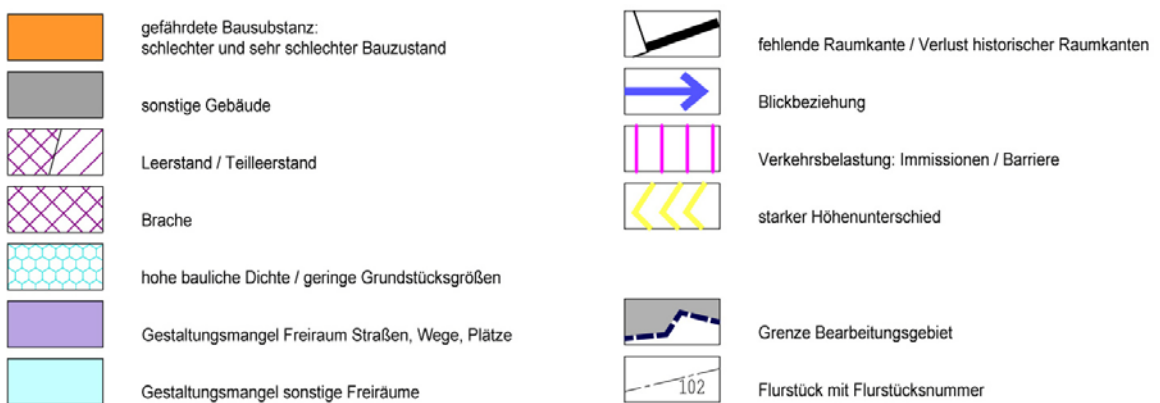 gefährdete Bausubstanz:
schlechter und sehr schlechter Bauzustand
sonstige Gebäude
Leerstand / Teilleerstand
Brache
hohe bauliche Dichte / geringe Grundstücksgrößen
Gestaltungsmangel Freiraum Straßen, Wege, Plätze
Gestaltungsmangel sonstige Freiräume
fehlende Raumkante / Verlust historischer Raumkanten
Blickbeziehung
Verkehrsbelastung: Immissionen / Barriere
starker Höhenunterschied
Grenze Bearbeitungsgebiet
102
Flurstück mit Flurstücksnummer